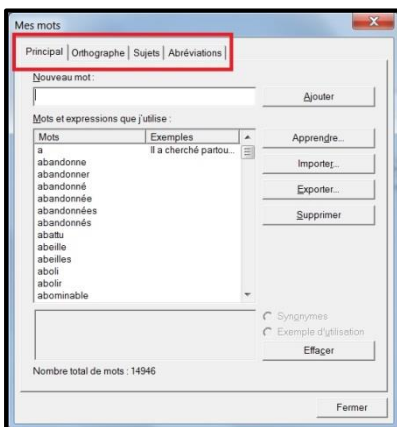 Mes mots
Principal Orthographe Sujets Abréviations
Nouveau mot :
Ajouter
Mots et expressions que j'utilise :
Mots Exemples
a Il a cherché partou...
abandonne
abandonner
abandonné
abandonnée
abandonnées
abandonnés
abattu
abeille
abeilles
aboli
abolir
abominable
Apprendre...
Importer...
Exporter...
Supprimer
Synonymes
Exemple d'utilisation
Effacer
Nombre total de mots : 14946
Fermer